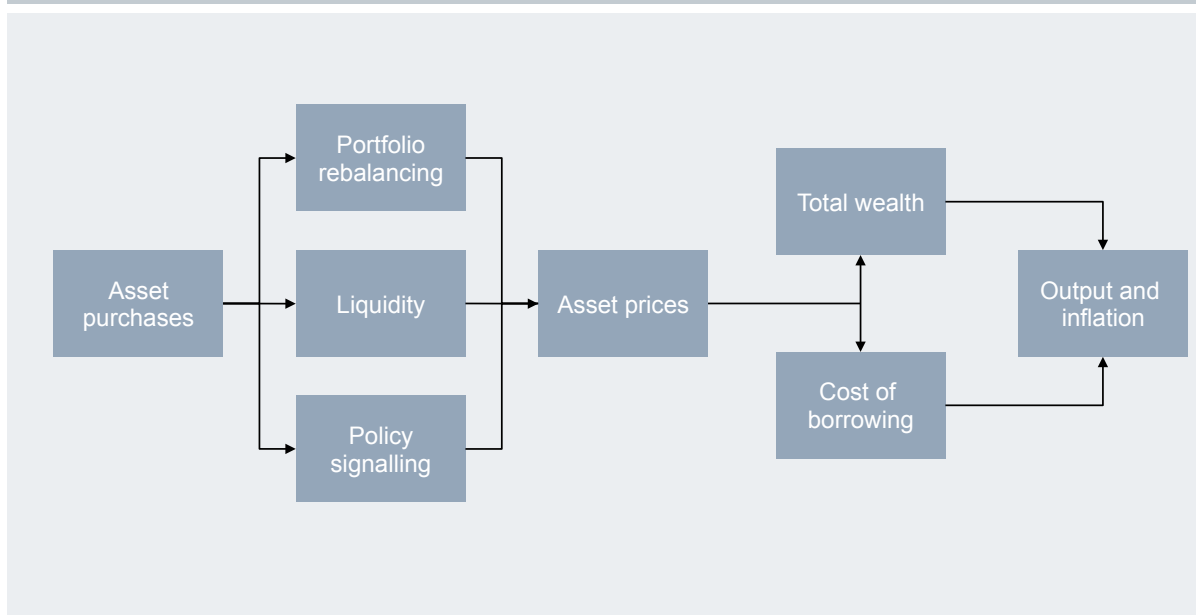 Portfolio
rebalancing
Total wealth
Asset
purchases
Liquidity
Asset prices
Output and
inflation
Cost of
borrowing
Policy
signalling